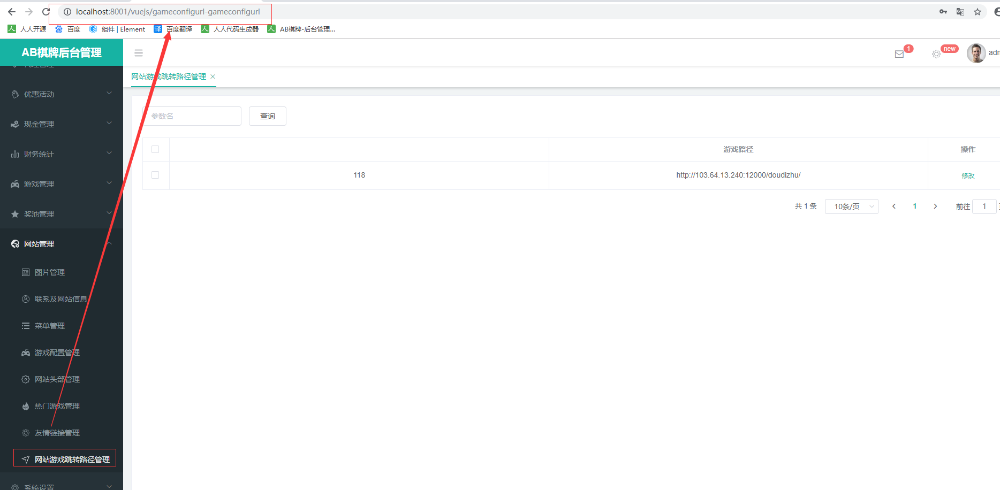 localhost:8001/vuejs/gameconfigurl-gameconfigurl
人人开源 百度 组件 | Element 译 百度翻译 人人代码生成器 AB棋牌-后台管理...
AB棋牌后台管理
1
new
adm
代理管理
网站游戏跳转路径管理
优惠活动
参数名
查询
现金管理
游戏路径
操作
财务统计
118
http://103.64.13.240:12000/doudizhu/
修改
游戏管理
共 1 条
10条/页
1
前往
1
奖池管理
网站管理
图片管理
联系及网站信息
菜单管理
游戏配置管理
网站头部管理
热门游戏管理
友情链接管理
网站游戏跳转路径管理
系统设置